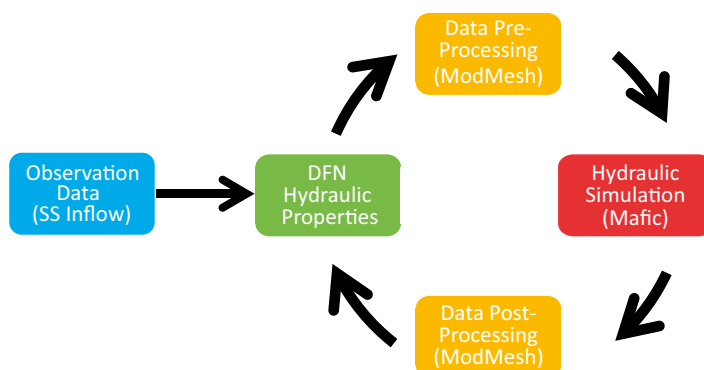 Data Pre-
Processing
(ModMesh)
Observation
Data
(SS Inflow)
DFN
Hydraulic
Properties
Hydraulic
Simulation
(Mafic)
Data Post-
Processing
(ModMesh)